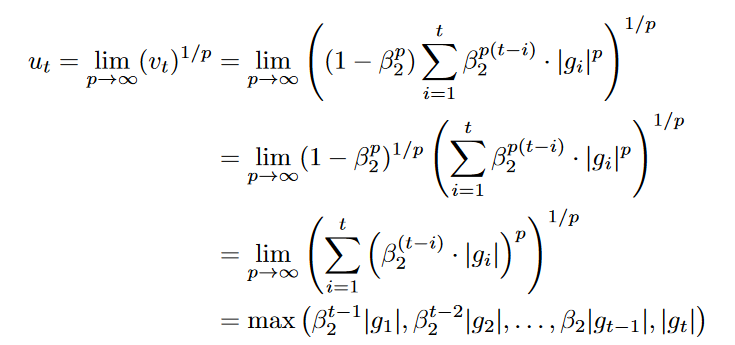 $u_t = \lim_{p\to\infty} (v_t)^{1/p} = \lim_{p\to\infty} \left( (1 - \beta_2^p) \sum_{i=1}^{t} \beta_2^{p(t-i)} \cdot |g_i|^p \right)^{1/p}$
$= \lim_{p\to\infty} (1 - \beta_2^p)^{1/p} \left( \sum_{i=1}^{t} \beta_2^{p(t-i)} \cdot |g_i|^p \right)^{1/p}$
$= \lim_{p\to\infty} \left( \sum_{i=1}^{t} \left( \beta_2^{(t-i)} \cdot |g_i| \right)^p \right)^{1/p}$
$= \max \left( \beta_2^{t-1} |g_1|, \beta_2^{t-2} |g_2|, \ldots, \beta_2 |g_{t-1}|, |g_t| \right)$